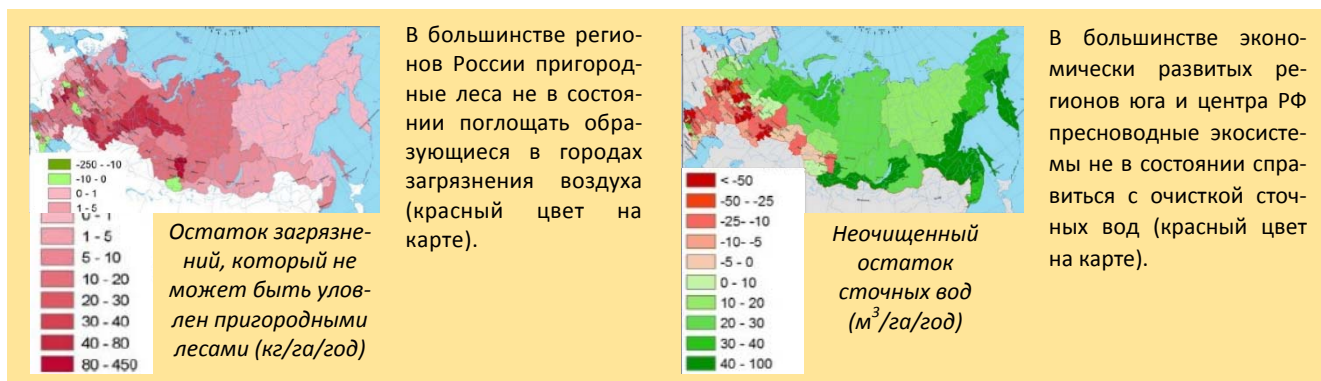 -250 - -10
-10 - 0
0 - 1
1 - 5
0 - 1
1 - 5
5 - 10
10 - 20
20 - 30
30 - 40
40 - 80
80 - 450
Остаток загрязне-
ний, который не
может быть улов-
лен пригородными
лесами (кг/га/год)
В большинстве регио-
нов России пригород-
ные леса не в состоя-
нии поглощать обра-
зующиеся в городах
загрязнения воздуха
(красный цвет на
карте).
< -50
-50 - -25
-25- -10
-10- -5
-5 - 0
0 - 10
10 - 20
20 - 30
30 - 40
40 - 100
Неочищенный
остаток
сточных вод
(м³/га/год)
В большинстве эконо-
мически развитых ре-
гионов юга и центра РФ
пресноводные экосисте-
мы не в состоянии спра-
виться с очисткой сточ-
ных вод (красный цвет
на карте).